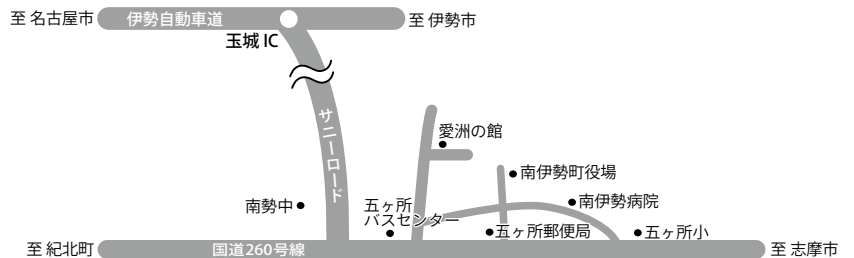 至 名古屋市
伊勢自動車道
至 伊勢市
玉城 IC
サニーロード
愛洲の館
南伊勢町役場
南勢中
五ヶ所
バスセンター
南伊勢病院
五ヶ所郵便局
五ヶ所小
至 紀北町
国道260号線
至 志摩市